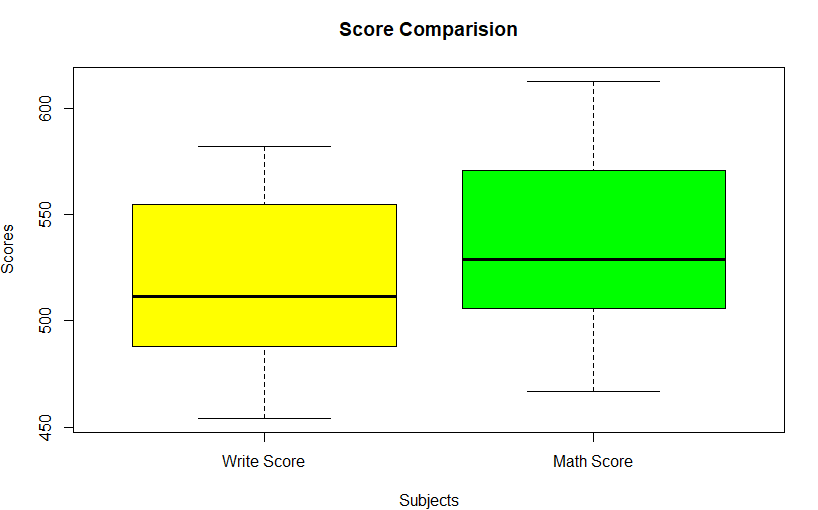 Score Comparision
Scores
600
550
500
450
Write Score
Math Score
Subjects